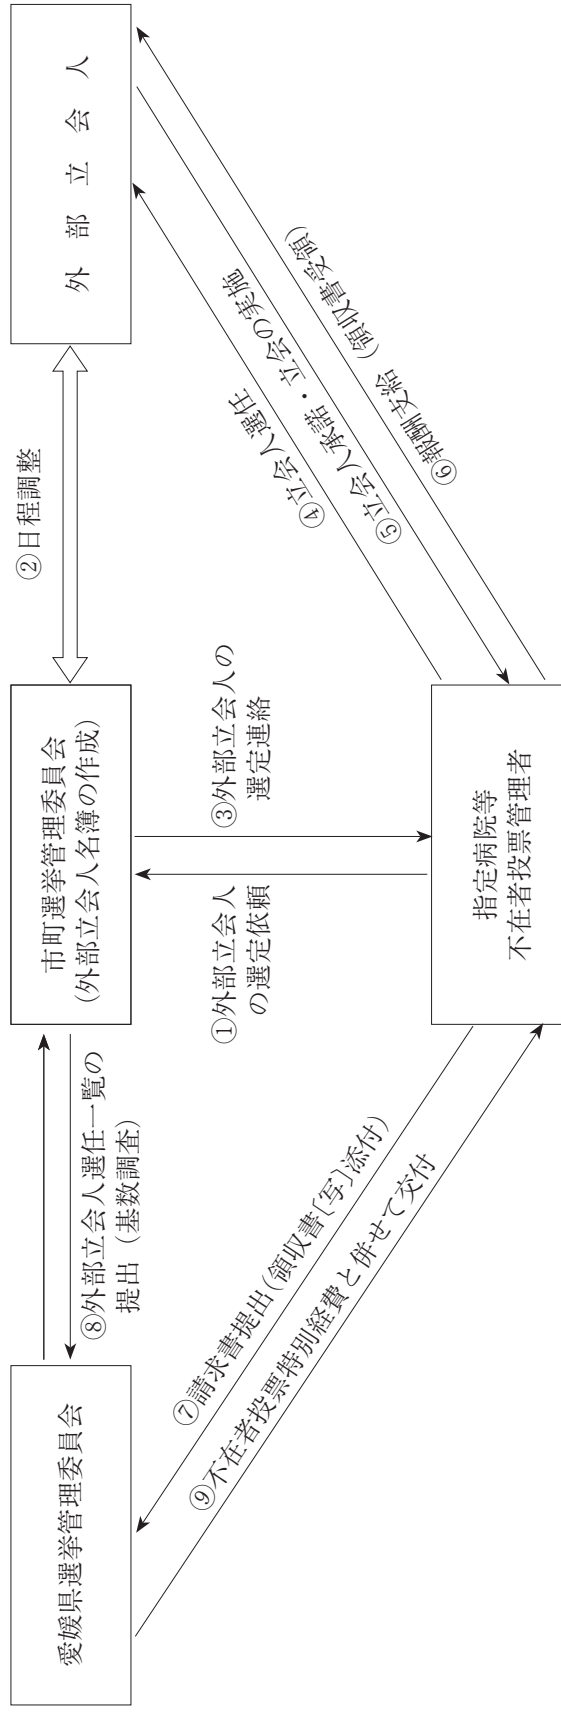 愛媛県選挙管理委員会
市町選挙管理委員会
(外部立会人名簿の作成)
外部立会人
②日程調整
⑧外部立会人選任一覧の
提出（基数調査）
①外部立会人
の選定依頼
③外部立会人の
選定連絡
④立会人選任
⑤立会人承諾・立会の実施
⑥報酬支給（領収書受領）
⑦請求書提出(領収書[写]添付)
⑨不在者投票特別経費と併せて交付
指定病院等
不在者投票管理者